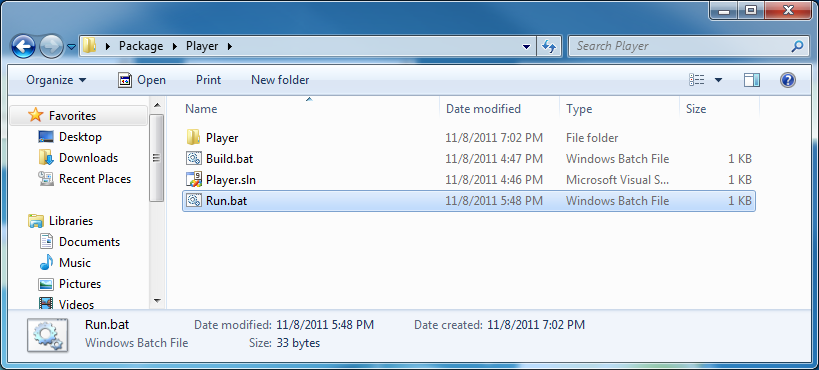 Package Player
Search Player
Organize Open Print New folder
Name Date modified Type Size
Favorites
Desktop
Downloads
Recent Places
Libraries
Documents
Music
Pictures
Videos
Player 11/8/2011 7:02 PM File folder
Build.bat 11/8/2011 4:47 PM Windows Batch File 1 KB
Player.sln 11/8/2011 4:46 PM Microsoft Visual S... 1 KB
Run.bat 11/8/2011 5:48 PM Windows Batch File 1 KB
Run.bat Date modified: 11/8/2011 5:48 PM Date created: 11/8/2011 7:02 PM
Windows Batch File Size: 33 bytes